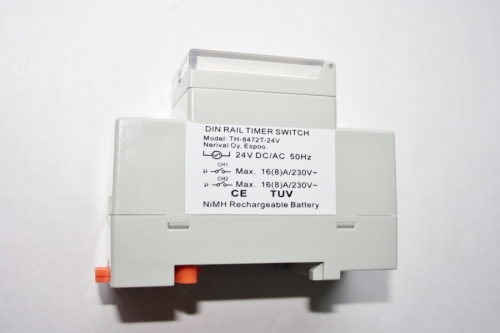 DIN RAIL TIMER SWITCH
Model: TH-8472T-24V
Nerival Oy, Espoo.
24V DC/AC 50Hz
CH1
μ Max. 16(8)A/230V~
CH2
μ Max. 16(8)A/230V~
CE TUV
NiMH Rechargeable Battery